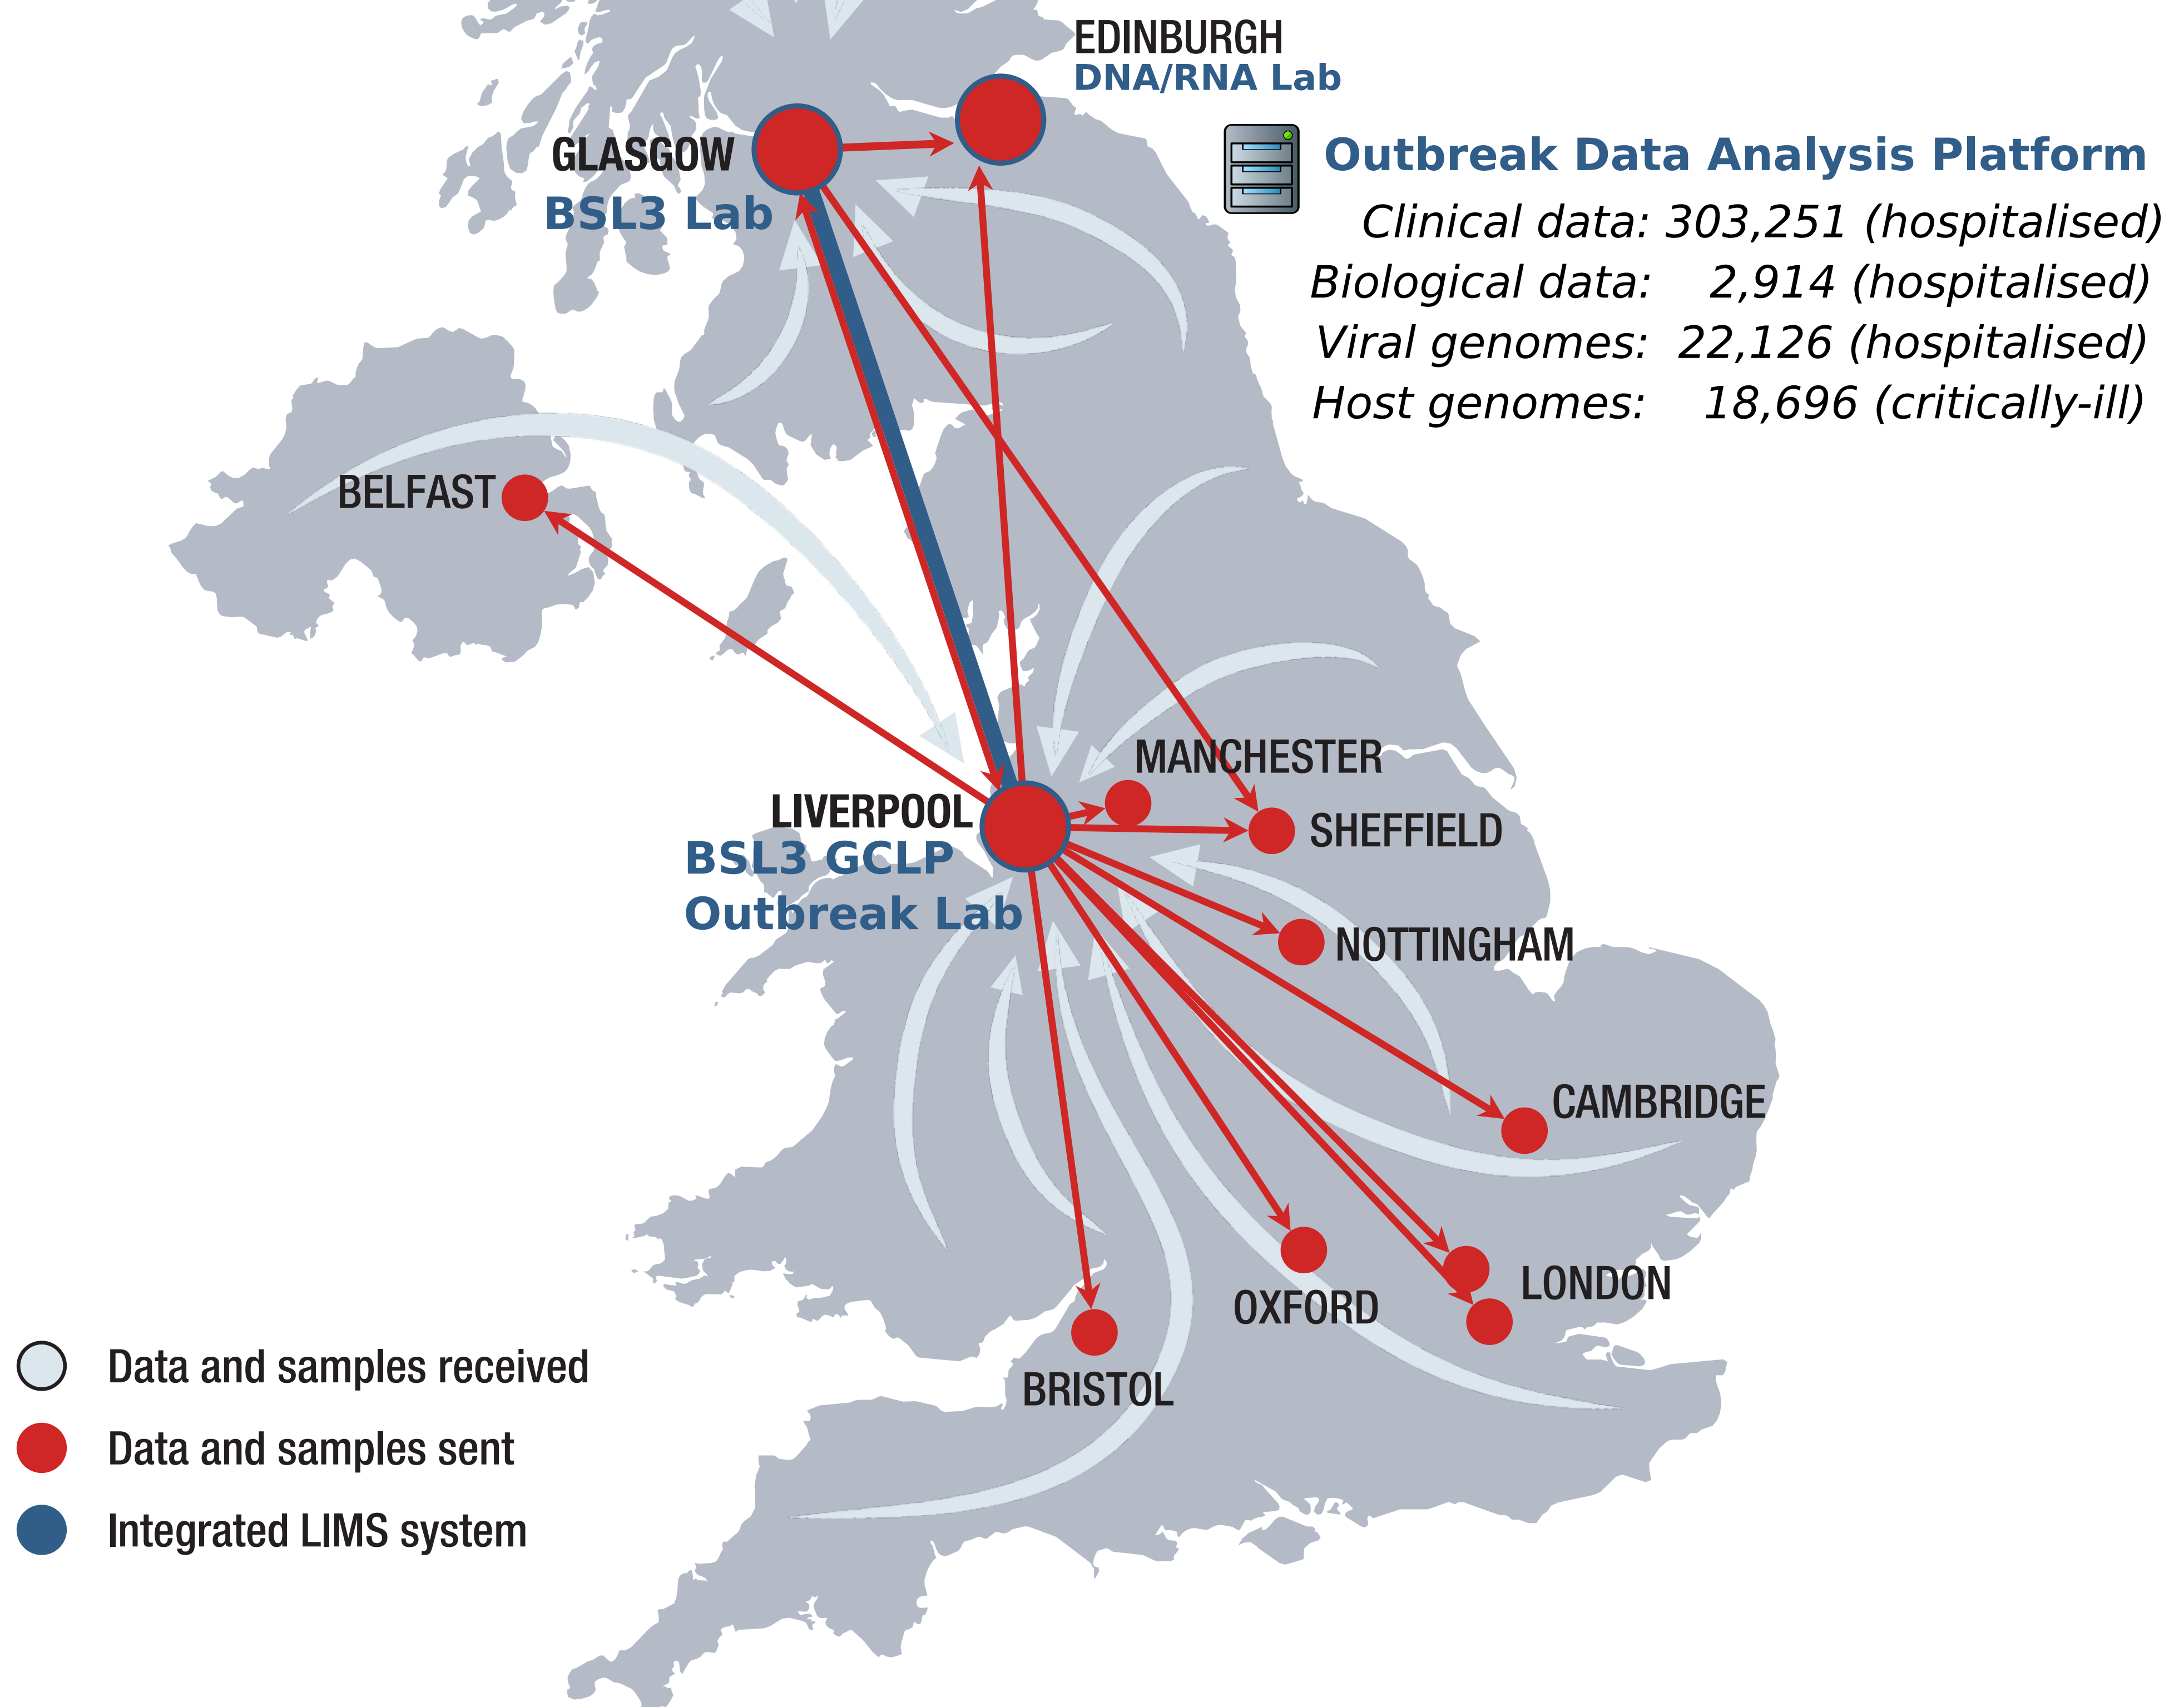 EDINBURGH
DNA/RNA Lab
GLASGOW
BSL3 Lab
Outbreak Data Analysis Platform
Clinical data: 303,251 (hospitalised)
Biological data: 2,914 (hospitalised)
Viral genomes: 22,126 (hospitalised)
Host genomes: 18,696 (critically-ill)
BELFAST
MANCHESTER
LIVERPOOL
BSL3 GCLP
Outbreak Lab
SHEFFIELD
NOTTINGHAM
CAMBRIDGE
LONDON
OXFORD
BRISTOL
Data and samples received
Data and samples sent
Integrated LIMS system